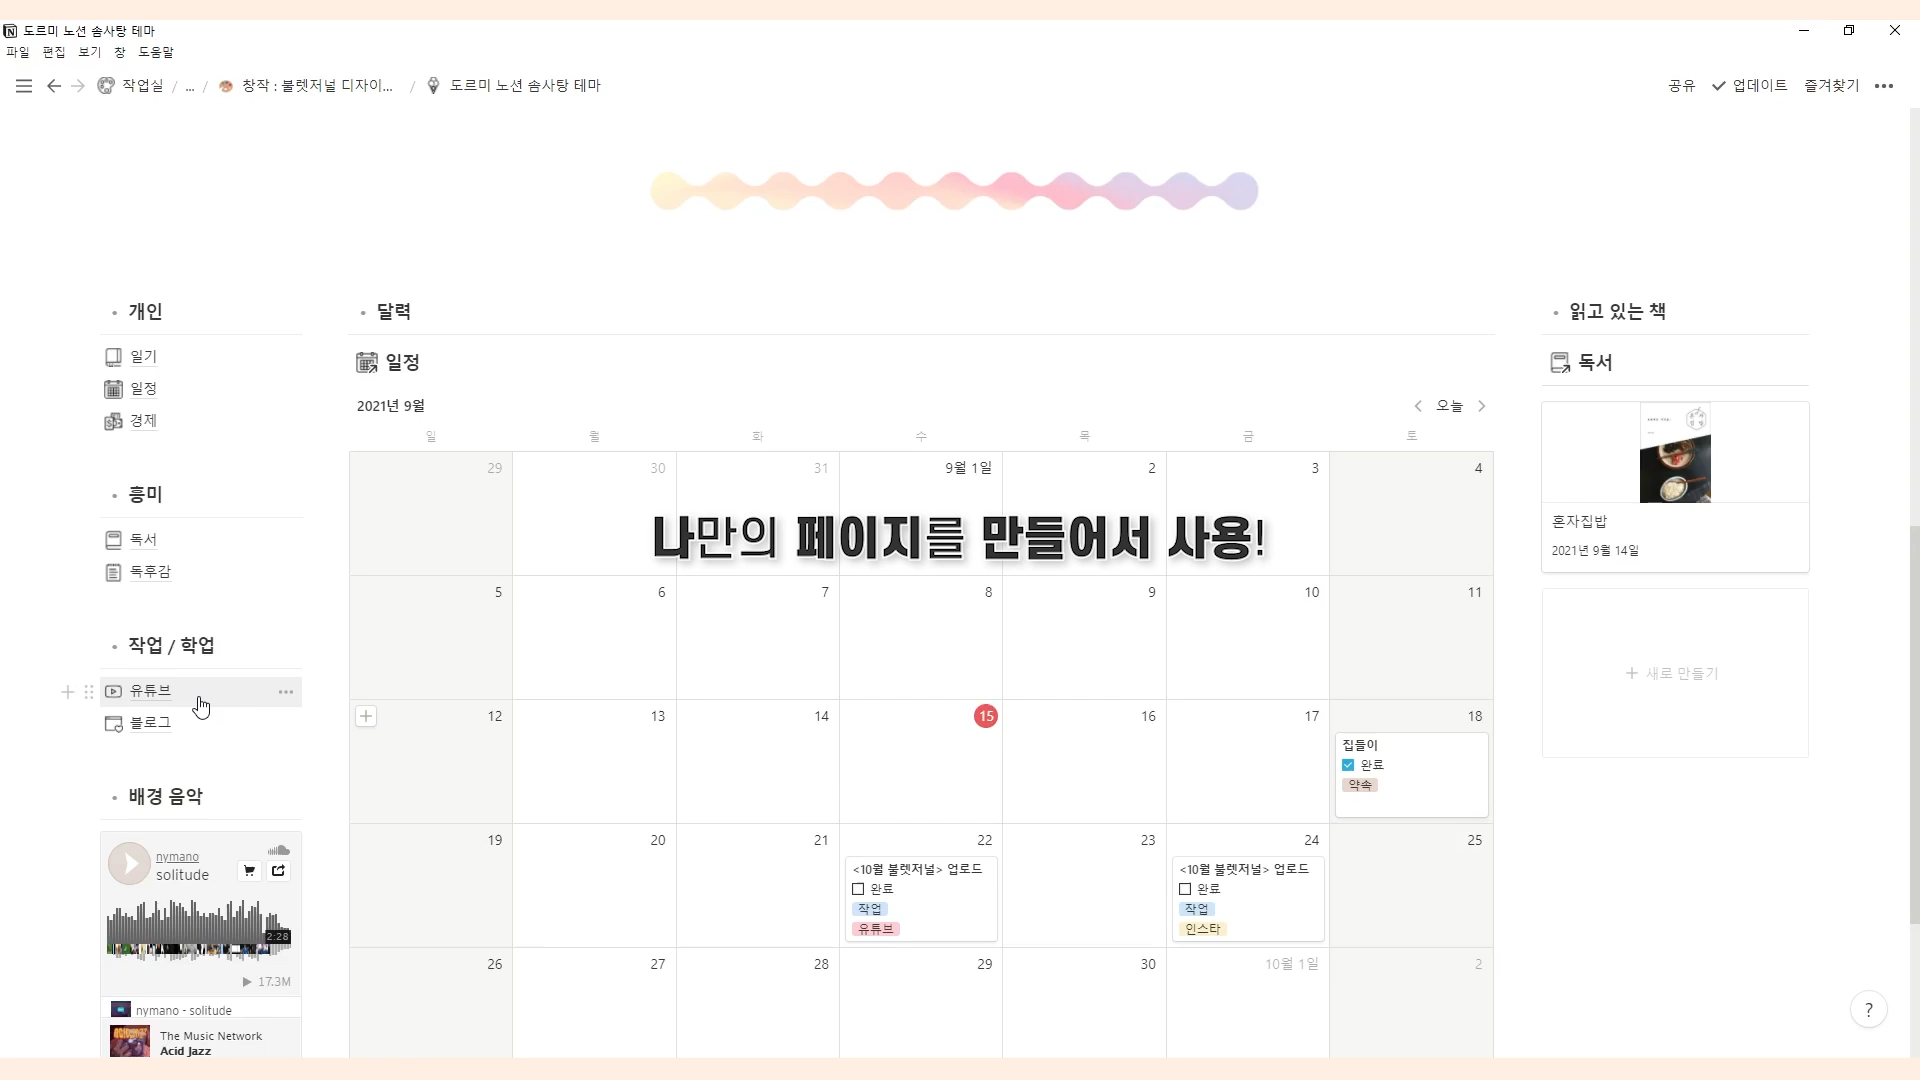 도르미 노션 솜사탕 테마
파일 편집 보기 창 도움말
작업실 / ... / 창작 : 불렛저널 디자이... / 도르미 노션 솜사탕 테마
공유 업데이트 즐겨찾기
개인
일기
일정
경제
흥미
독서
독후감
작업 / 학업
유튜브
블로그
배경 음악
nymano
solitude
2:28
17.3M
nymano - solitude
The Music Network
Acid Jazz
달력
일정
2021년 9월
오늘
일 월 화 수 목 금 토
29 30 31 9월 1일 2 3 4
나만의 페이지를 만들어서 사용!
5 6 7 8 9 10 11
12 13 14 15 16 17 18
집들이
완료
약속
19 20 21 22 23 24 25
<10월 불렛저널> 업로드
완료
작업
유튜브
<10월 불렛저널> 업로드
완료
작업
인스타
26 27 28 29 30 10월 1일 2
읽고 있는 책
독서
혼자집밥
2021년 9월 14일
+ 새로 만들기
?